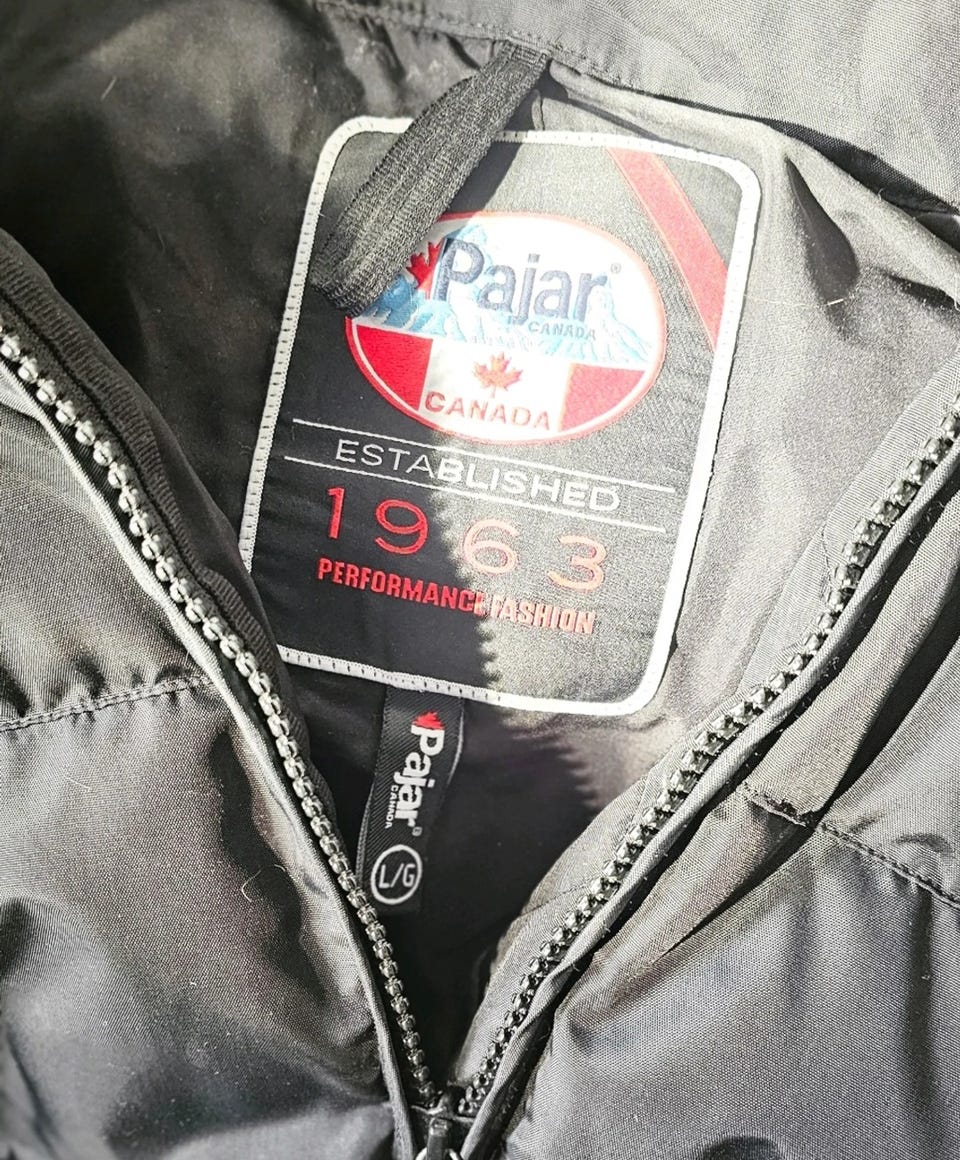 Pajar®
CANADA
CANADA
ESTABLISHED
1963
PERFORMANCE FASHION
Pajar®
CANADA
L/G